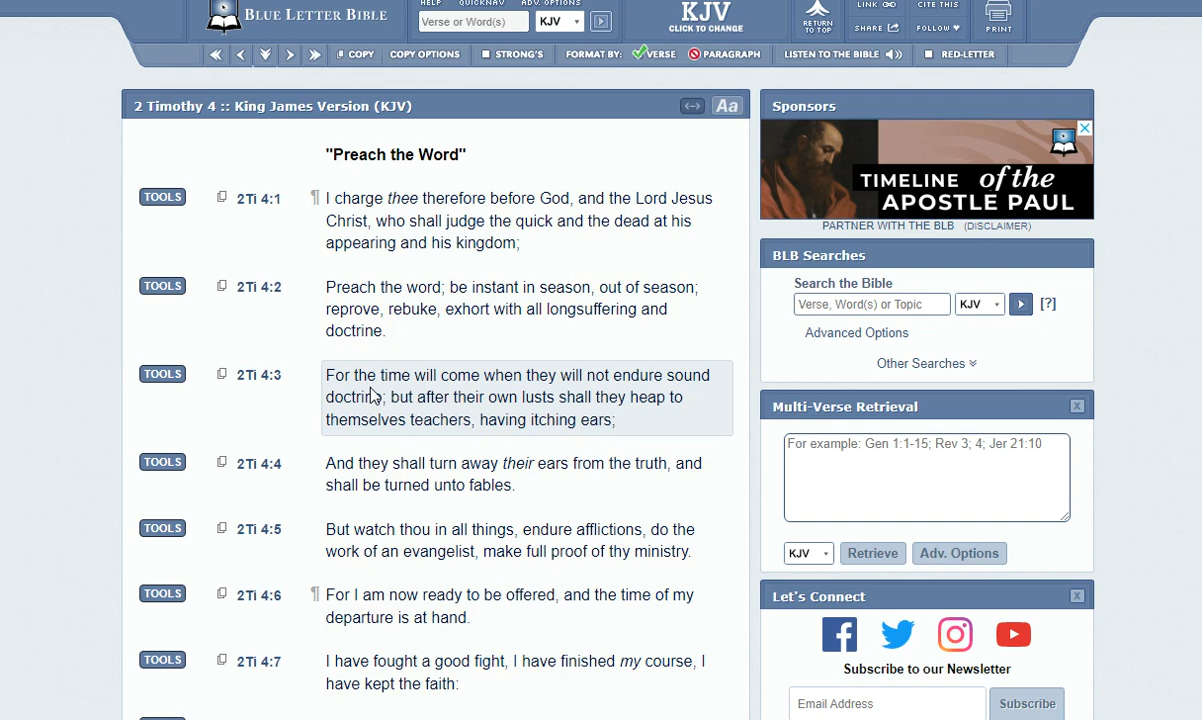 HELP QUICKNAV ADV. OPTIONS
BLUE LETTER BIBLE
Verse or Word(s)
KJV
KJV
CLICK TO CHANGE
RETURN
TO TOP
LINK
CITE THIS
SHARE
FOLLOW
PRINT
COPY
COPY OPTIONS
STRONG'S
FORMAT BY:
VERSE
PARAGRAPH
LISTEN TO THE BIBLE
RED-LETTER
2 Timothy 4 :: King James Version (KJV)
Aa
"Preach the Word"
TOOLS 2Ti 4:1 ¶ I charge thee therefore before God, and the Lord Jesus
Christ, who shall judge the quick and the dead at his
appearing and his kingdom;
TOOLS 2Ti 4:2 Preach the word; be instant in season, out of season;
reprove, rebuke, exhort with all longsuffering and
doctrine.
TOOLS 2Ti 4:3 For the time will come when they will not endure sound
doctrine; but after their own lusts shall they heap to
themselves teachers, having itching ears;
TOOLS 2Ti 4:4 And they shall turn away their ears from the truth, and
shall be turned unto fables.
TOOLS 2Ti 4:5 But watch thou in all things, endure afflictions, do the
work of an evangelist, make full proof of thy ministry.
TOOLS 2Ti 4:6 ¶ For I am now ready to be offered, and the time of my
departure is at hand.
TOOLS 2Ti 4:7 I have fought a good fight, I have finished my course, I
have kept the faith:
Sponsors
TIMELINE of the
APOSTLE PAUL
PARTNER WITH THE BLB (DISCLAIMER)
BLB Searches
Search the Bible
Verse, Word(s) or Topic KJV [?]
Advanced Options
Other Searches
Multi-Verse Retrieval X
For example: Gen 1:1-15; Rev 3; 4; Jer 21:10
KJV Retrieve Adv. Options
Let's Connect X
Subscribe to our Newsletter
Email Address Subscribe